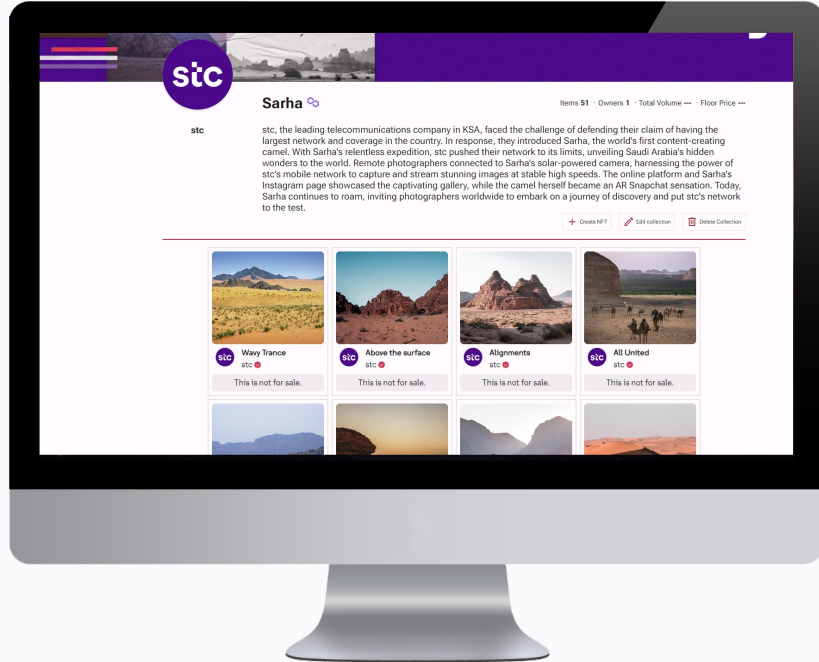 stc
Sarha
Items 51 · Owners 1 · Total Volume --- · Floor Price ---
stc
stc, the leading telecommunications company in KSA, faced the challenge of defending their claim of having the
largest network and coverage in the country. In response, they introduced Sarha, the world's first content-creating
camel. With Sarha's relentless expedition, stc pushed their network to its limits, unveiling Saudi Arabia's hidden
wonders to the world. Remote photographers connected to Sarha's solar-powered camera, harnessing the power of
stc's mobile network to capture and stream stunning images at stable high speeds. The online platform and Sarha's
Instagram page showcased the captivating gallery, while the camel herself became an AR Snapchat sensation. Today,
Sarha continues to roam, inviting photographers worldwide to embark on a journey of discovery and put stc's network
to the test.
Create NFT Edit collection Delete Collection
stc Wavy Trance
stc
This is not for sale.
stc Above the surface
stc
This is not for sale.
stc Alignments
stc
This is not for sale.
stc All United
stc
This is not for sale.